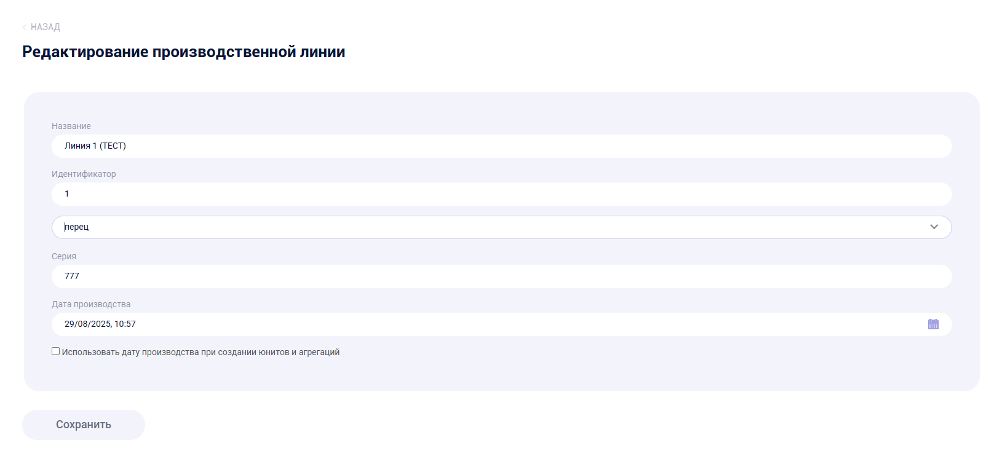 НАЗАД
Редактирование производственной линии
Название
Линия 1 (ТЕСТ)
Идентификатор
1
перец
Серия
777
Дата производства
29/08/2025, 10:57
Использовать дату производства при создании юнитов и агрегаций
Сохранить